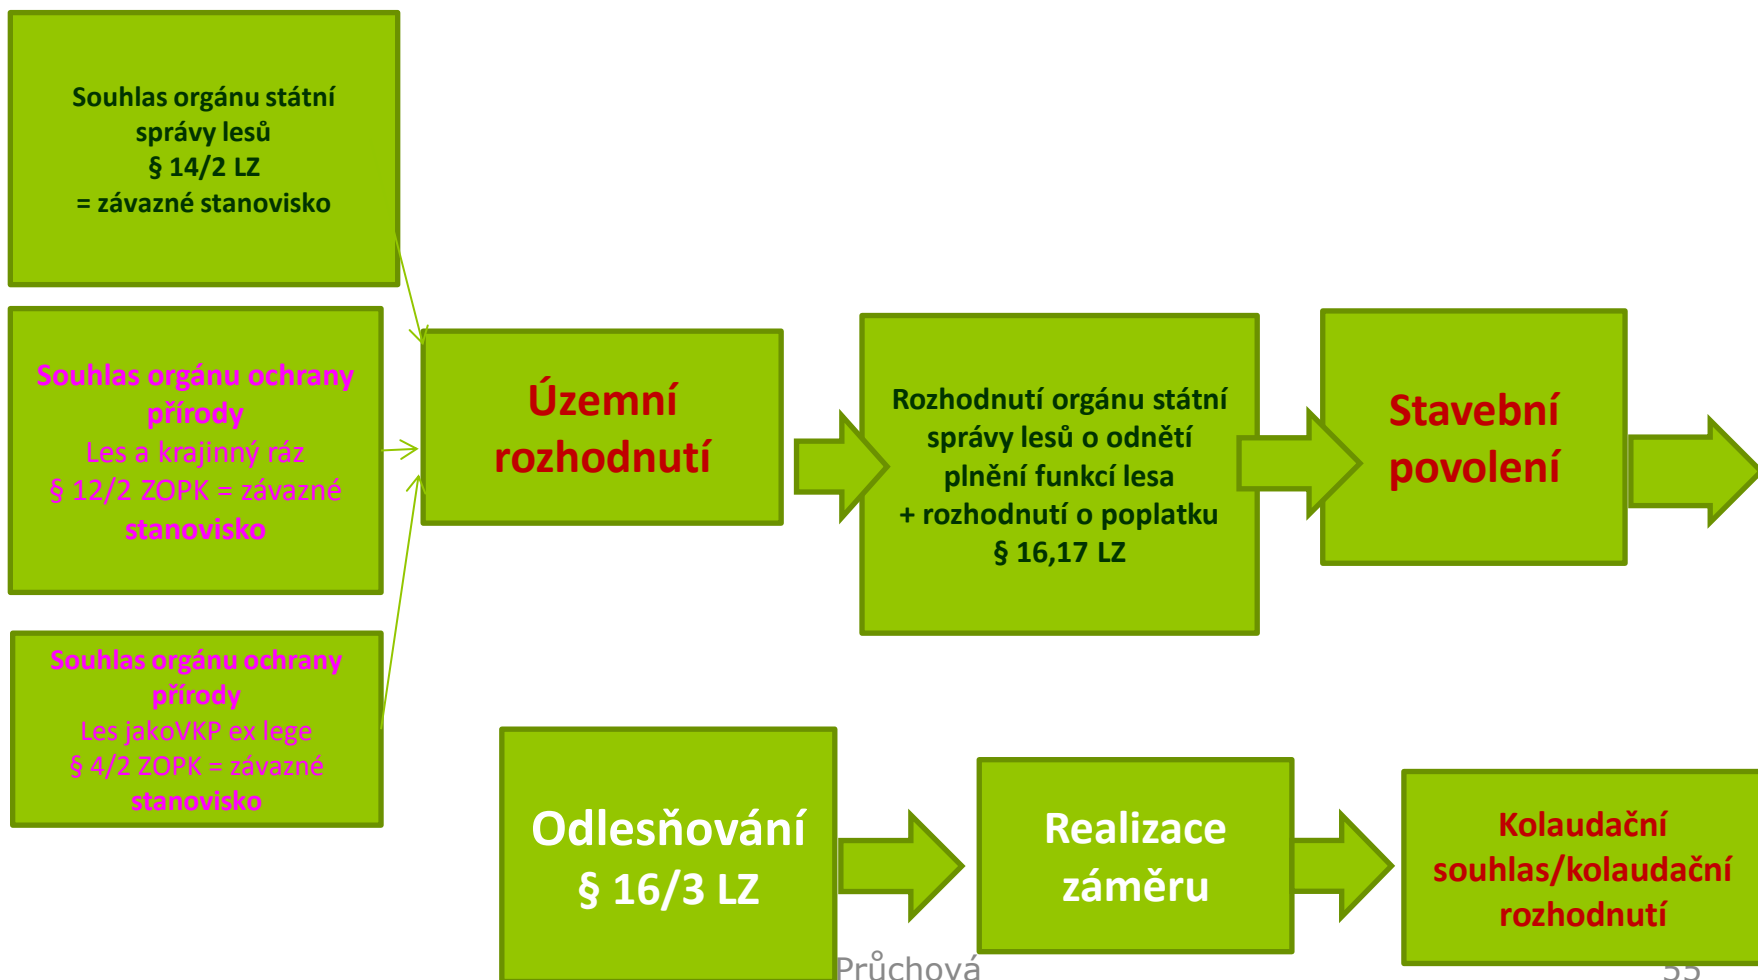 Souhlas orgánu státní
správy lesů
§ 14/2 LZ
= závazné stanovisko
Souhlas orgánu ochrany
přírody
Les a krajinný ráz
§ 12/2 ZOPK = závazné
stanovisko
Souhlas orgánu ochrany
přírody
Les jakoVKP ex lege
§ 4/2 ZOPK = závazné
stanovisko
Územní
rozhodnutí
Rozhodnutí orgánu státní
správy lesů o odnětí
plnění funkcí lesa
+ rozhodnutí o poplatku
§ 16,17 LZ
Stavební
povolení
Odlesňování
§ 16/3 LZ
Realizace
záměru
Kolaudační
souhlas/kolaudační
rozhodnutí
Průchová
55